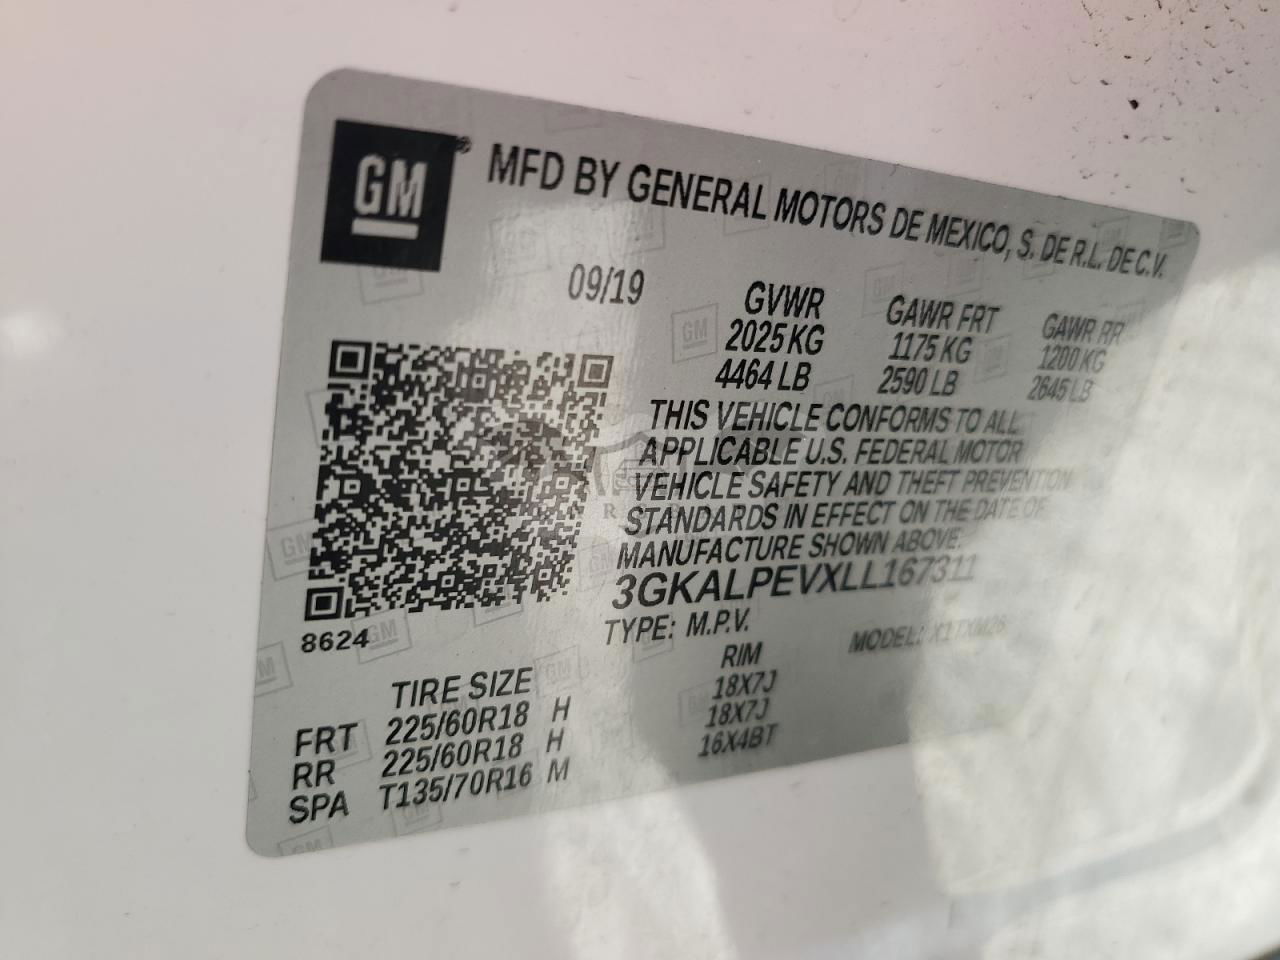 GM ® MFD BY GENERAL MOTORS DE MEXICO, S. DE R.L. DE C.V.
09/19 GVWR GAWR FRT GAWR RR
2025 KG 1175 KG 1200 KG
4464 LB 2590 LB 2645 LB
THIS VEHICLE CONFORMS TO ALL
APPLICABLE U.S. FEDERAL MOTOR
VEHICLE SAFETY AND THEFT PREVENTION
STANDARDS IN EFFECT ON THE DATE OF
MANUFACTURE SHOWN ABOVE.
3GKALPEVXLL167311
8624 TYPE: M.P.V. MODEL: X1TXM26
TIRE SIZE RIM
FRT 225/60R18 H 18X7J
RR 225/60R18 H 18X7J
SPA T135/70R16 M 16X4BT